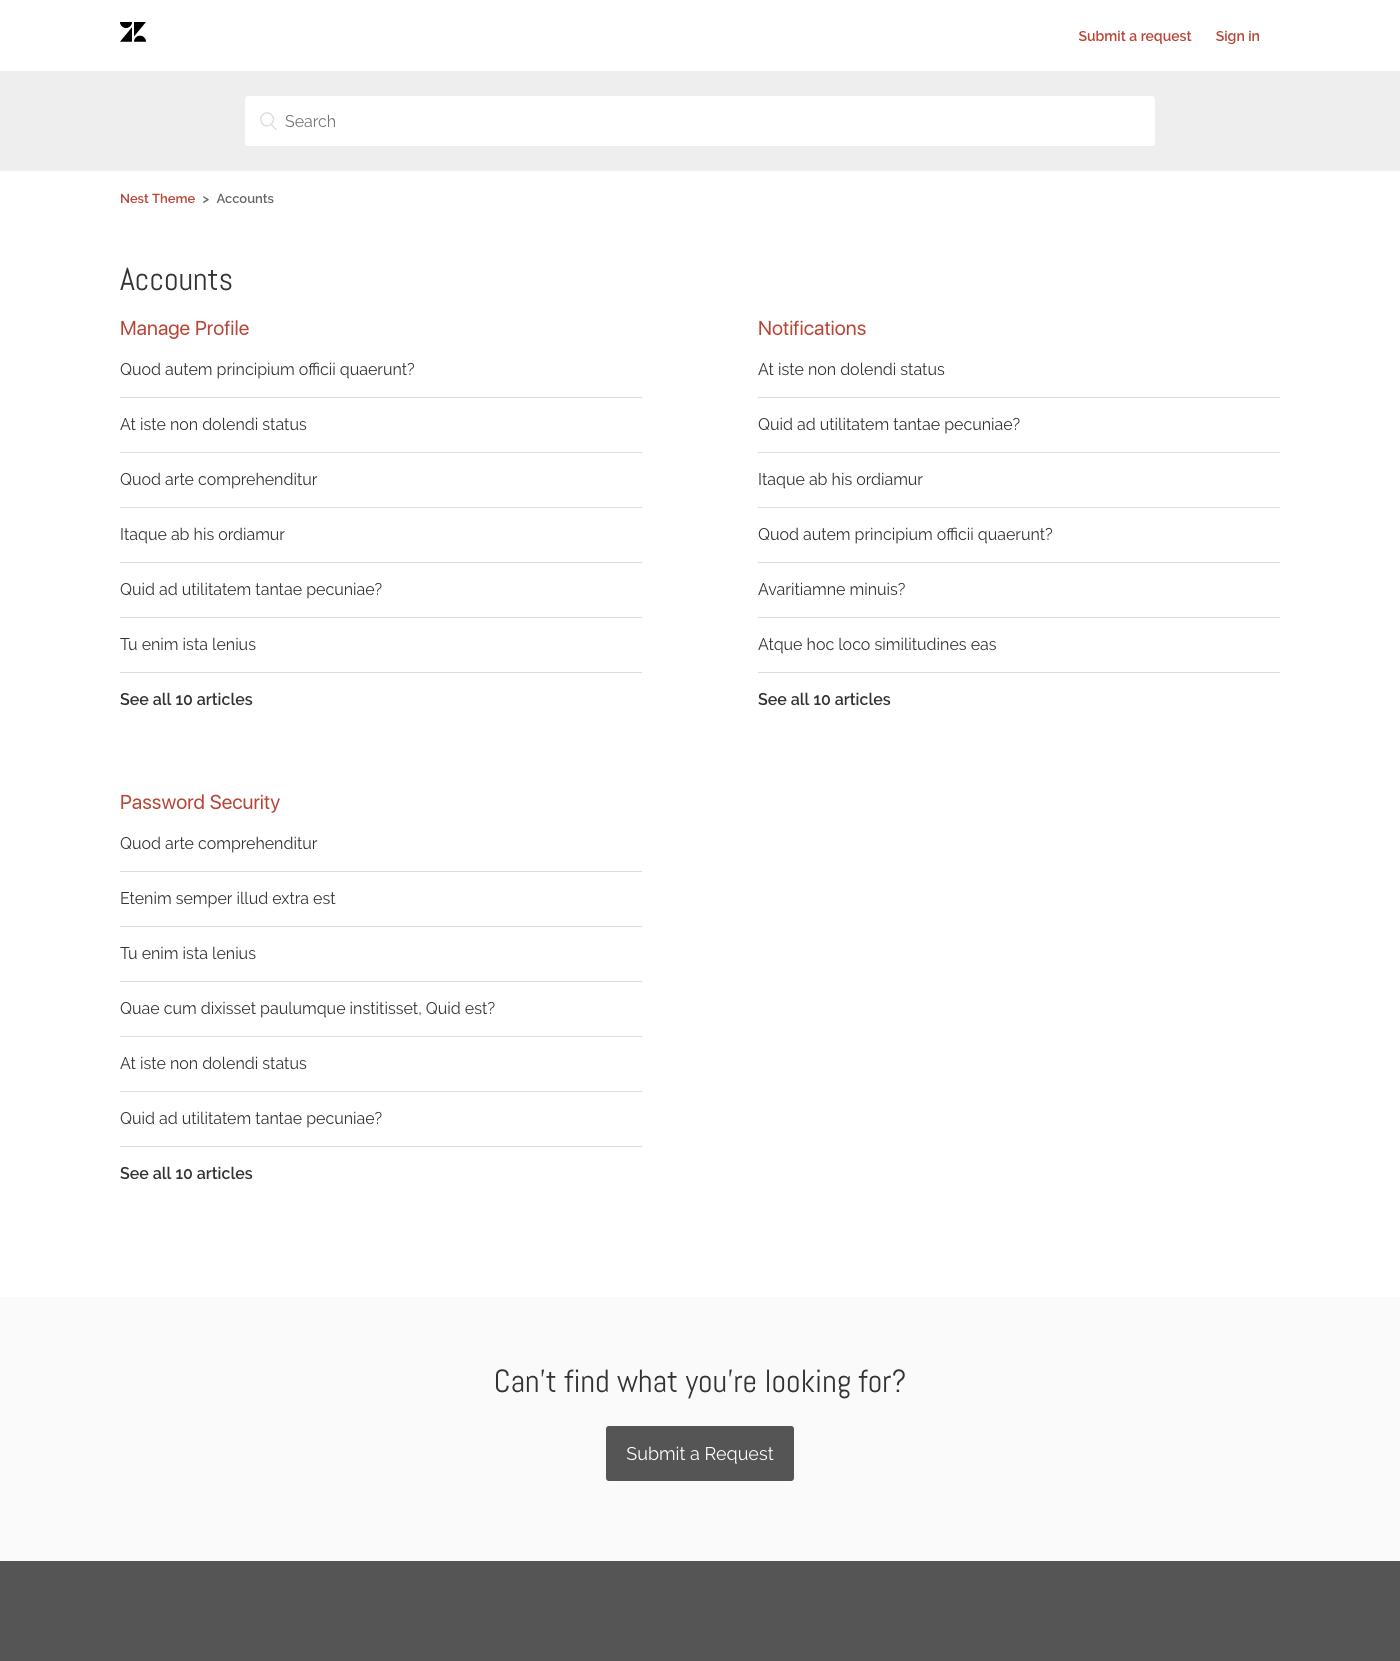 Submit a request Sign in
Search
Nest Theme > Accounts
Accounts
Manage Profile
Quod autem principium officii quaerunt?
At iste non dolendi status
Quod arte comprehenditur
Itaque ab his ordiamur
Quid ad utilitatem tantae pecuniae?
Tu enim ista lenius
See all 10 articles
Notifications
At iste non dolendi status
Quid ad utilitatem tantae pecuniae?
Itaque ab his ordiamur
Quod autem principium officii quaerunt?
Avaritiamne minuis?
Atque hoc loco similitudines eas
See all 10 articles
Password Security
Quod arte comprehenditur
Etenim semper illud extra est
Tu enim ista lenius
Quae cum dixisset paulumque institisset, Quid est?
At iste non dolendi status
Quid ad utilitatem tantae pecuniae?
See all 10 articles
Can't find what you're looking for?
Submit a Request